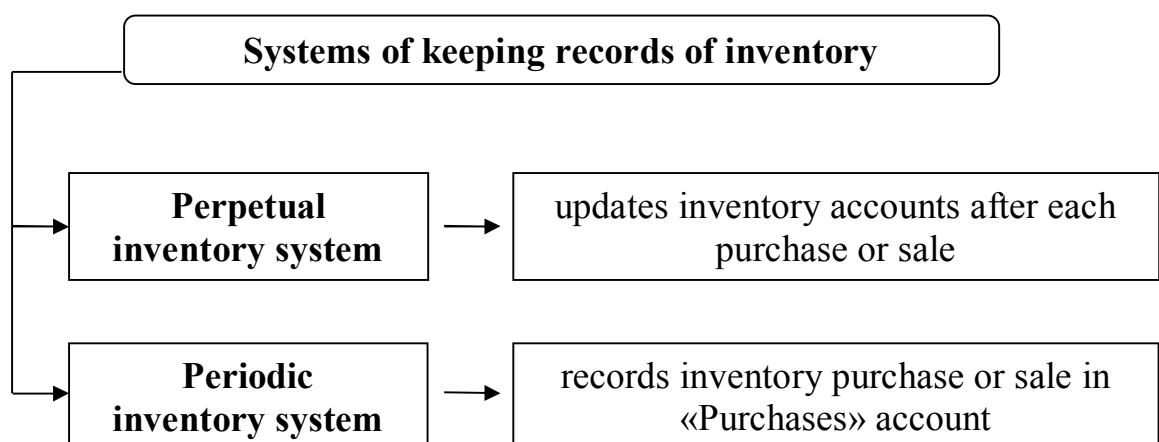 Systems of keeping records of inventory
Perpetual
inventory system
updates inventory accounts after each
purchase or sale
Periodic
inventory system
records inventory purchase or sale in
«Purchases» account